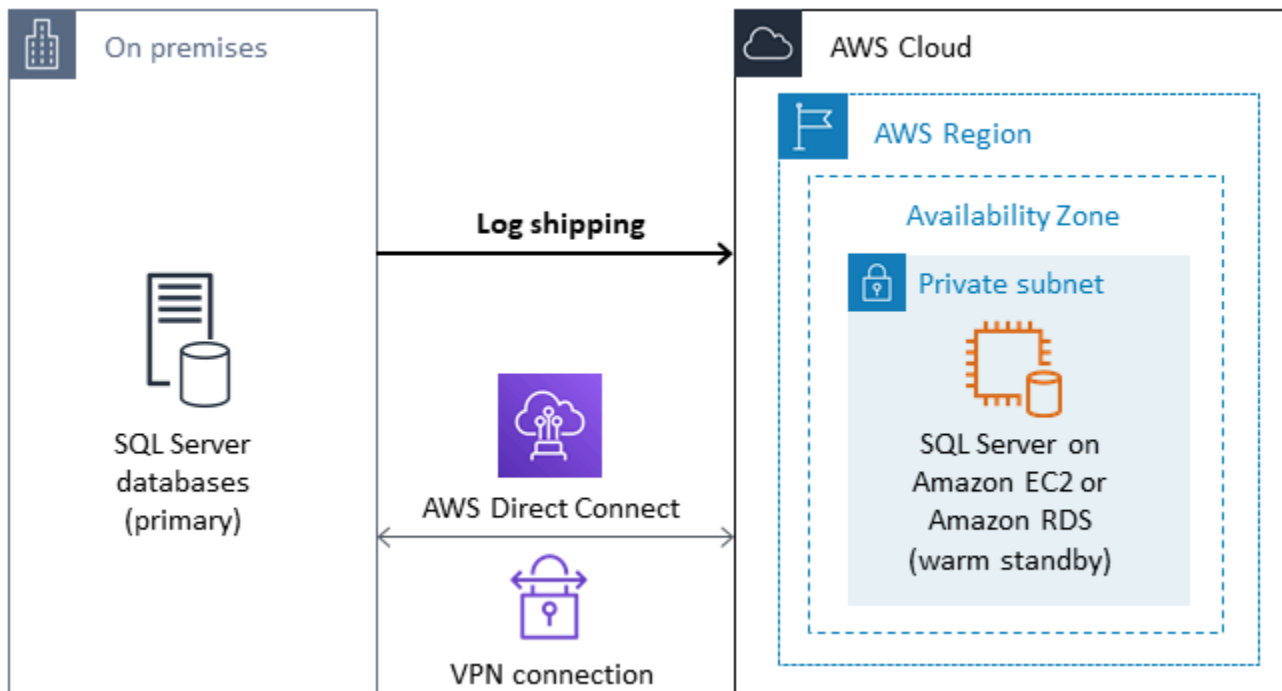 On premises
AWS Cloud
AWS Region
Availability Zone
Private subnet
Log shipping
SQL Server
databases
(primary)
AWS Direct Connect
VPN connection
SQL Server on
Amazon EC2 or
Amazon RDS
(warm standby)